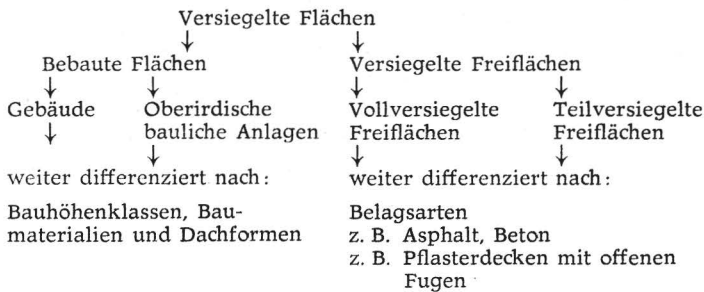 Versiegelte Flächen
Bebaute Flächen
Versiegelte Freiflächen
Gebäude
Oberirdische
bauliche Anlagen
Vollversiegelte
Freiflächen
Teilversiegelte
Freiflächen
weiter differenziert nach:
Bauhöhenklassen, Bau-
materialien und Dachformen
weiter differenziert nach:
Belagsarten
z. B. Asphalt, Beton
z. B. Pflasterdecken mit offenen
Fugen